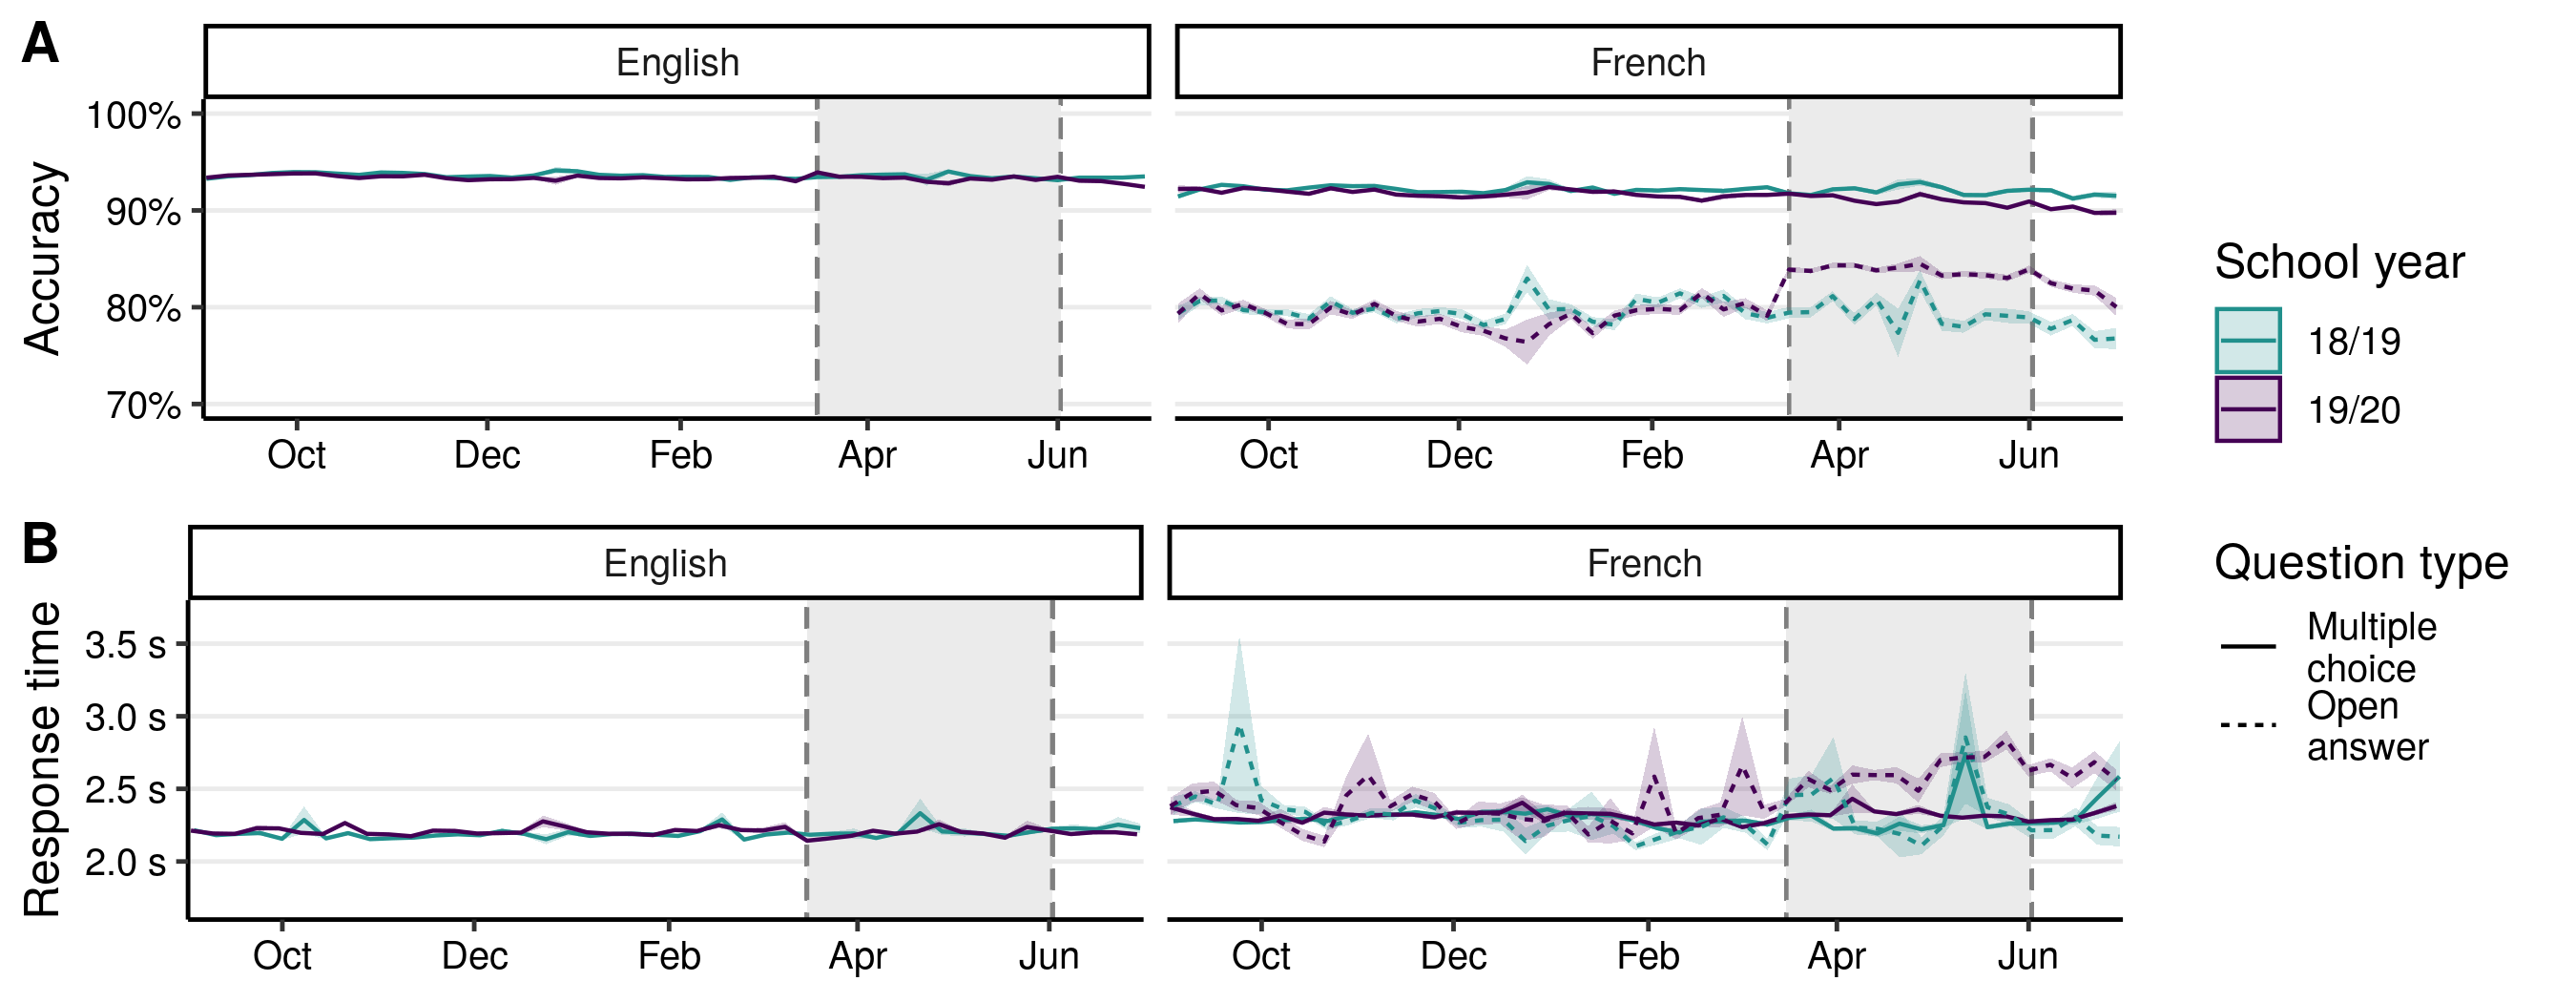 A
English
French
Accuracy
100%
90%
80%
70%
Oct
Dec
Feb
Apr
Jun
Oct
Dec
Feb
Apr
Jun
School year
18/19
19/20
B
English
French
Response time
3.5 s
3.0 s
2.5 s
2.0 s
Oct
Dec
Feb
Apr
Jun
Oct
Dec
Feb
Apr
Jun
Question type
Multiple
choice
Open
answer